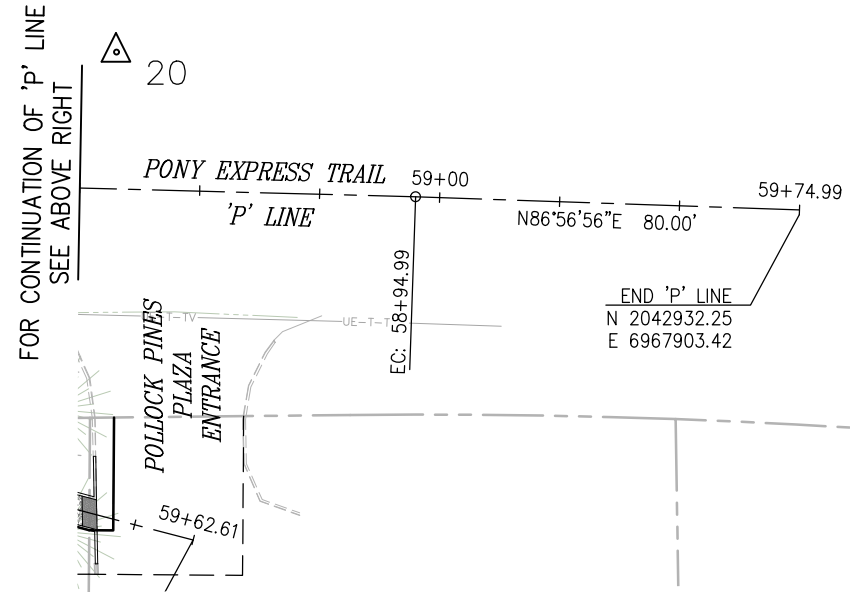 FOR CONTINUATION OF 'P' LINE
SEE ABOVE RIGHT
20
PONY EXPRESS TRAIL
'P' LINE
59+00
59+74.99
N86°56'56"E 80.00'
EC: 58+94.99
END 'P' LINE
N 2042932.25
E 6967903.42
T-TV
UE-T-T
POLLOCK PINES
PLAZA
ENTRANCE
59+62.61